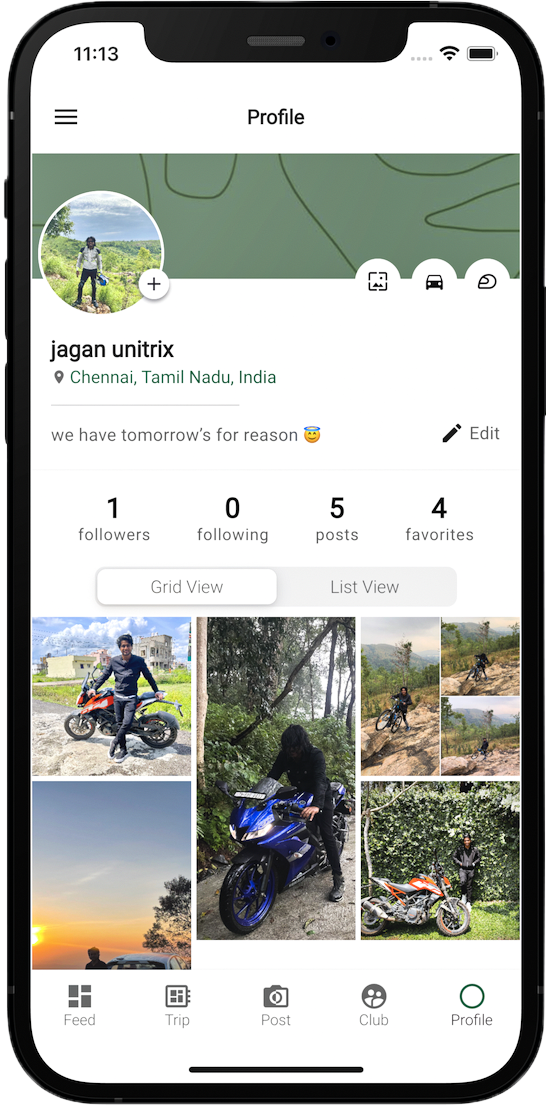 11:13
Profile
jagan unitrix
Chennai, Tamil Nadu, India
we have tomorrow’s for reason 😇
Edit
1 0 5 4
followers following posts favorites
Grid View List View
Feed Trip Post Club Profile